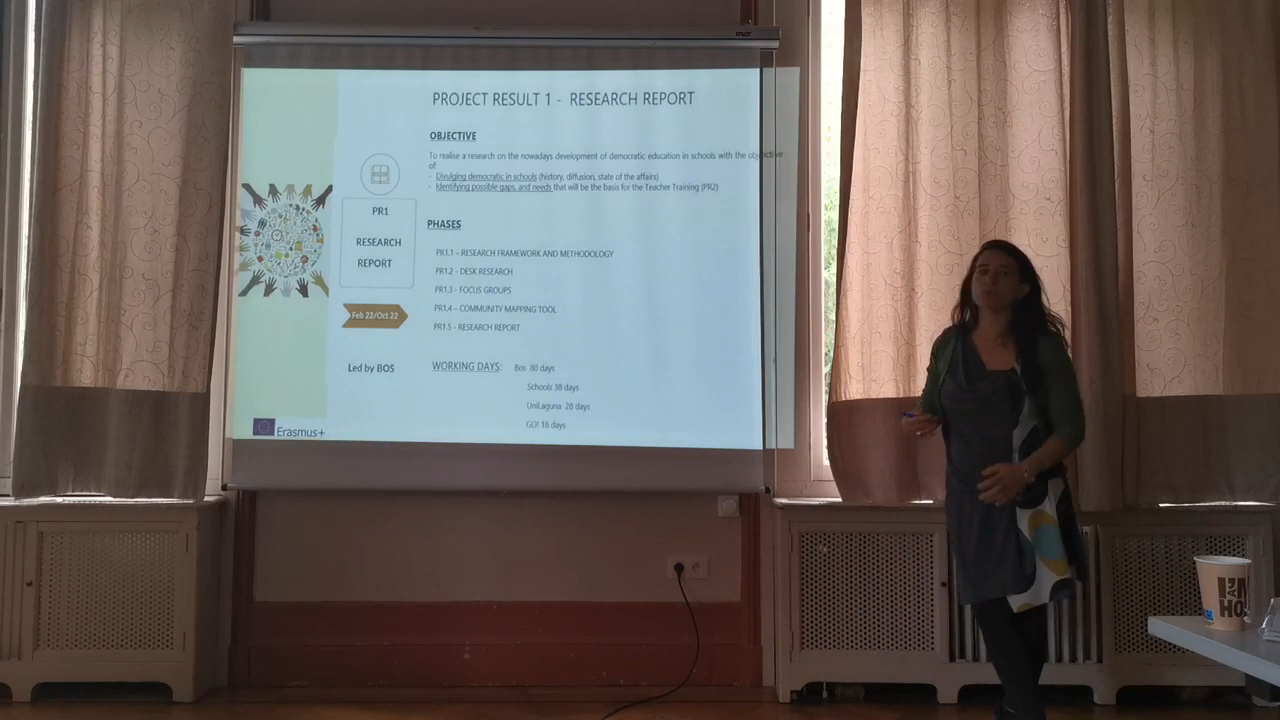 PROJECT RESULT 1 - RESEARCH REPORT
OBJECTIVE
To realise a research on the nowadays development of democratic education in schools with the objective
of:
- Divulging democratic in schools (history, diffusion, state of the affairs)
- Identifying possible gaps, and needs that will be the basis for the Teacher Training (PR2)
PR1
RESEARCH
REPORT
PHASES
PR1.1 – RESEARCH FRAMEWORK AND METHODOLOGY
PR1.2 - DESK RESEARCH
PR1.3 - FOCUS GROUPS
PR1.4 – COMMUNITY MAPPING TOOL
PR1.5 - RESEARCH REPORT
Feb 22/Oct 22
Led by BOS
WORKING DAYS: Bos 80 days
Schools 38 days
UniLaguna 28 days
GO! 18 days
Erasmus+
I'M
HO